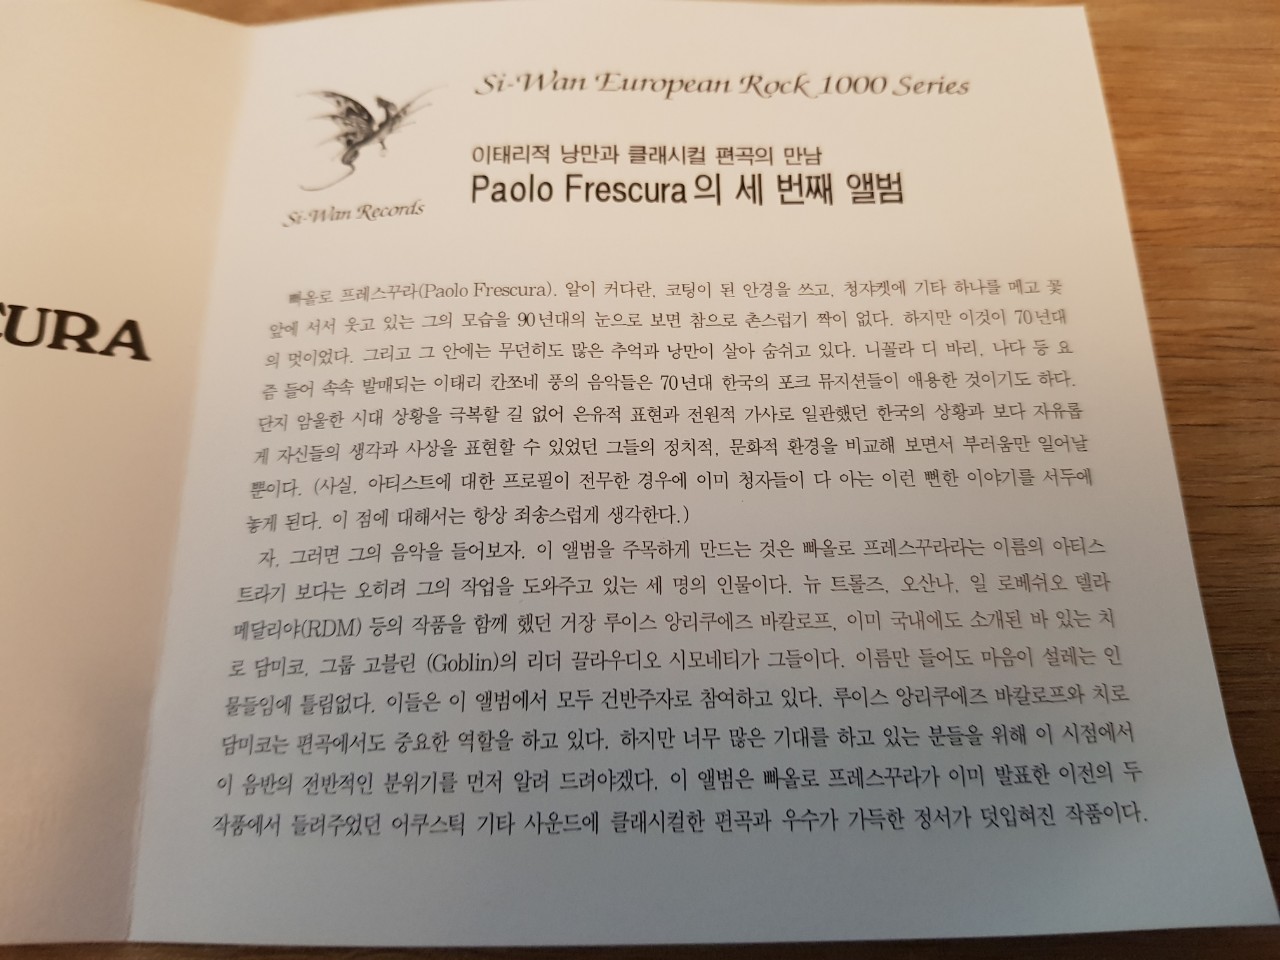 CURA
Si-Wan European Rock 1000 Series
Si-Wan Records
이태리적 낭만과 클래시컬 편곡의 만남
Paolo Frescura의 세 번째 앨범
빠올로 프레스꾸라(Paolo Frescura). 알이 커다란, 코팅이 된 안경을 쓰고, 청자켓에 기타 하나를 메고 꽃
앞에 서서 웃고 있는 그의 모습을 90년대의 눈으로 보면 참으로 촌스럽기 짝이 없다. 하지만 이것이 70년대
의 멋이었다. 그리고 그 안에는 무던히도 많은 추억과 낭만이 살아 숨쉬고 있다. 니꼴라 디 바리, 나다 등 요
즘 들어 속속 발매되는 이태리 칸쪼네 풍의 음악들은 70년대 한국의 포크 뮤지션들이 애용한 것이기도 하다.
단지 암울한 시대 상황을 극복할 길 없어 은유적 표현과 전원적 가사로 일관했던 한국의 상황과 보다 자유롭
게 자신들의 생각과 사상을 표현할 수 있었던 그들의 정치적, 문화적 환경을 비교해 보면서 부러움만 일어날
뿐이다. (사실, 아티스트에 대한 프로필이 전무한 경우에 이미 청자들이 다 아는 이런 뻔한 이야기를 서두에
놓게 된다. 이 점에 대해서는 항상 죄송스럽게 생각한다.)
자, 그러면 그의 음악을 들어보자. 이 앨범을 주목하게 만드는 것은 빠올로 프레스꾸라라는 이름의 아티스
트라기 보다는 오히려 그의 작업을 도와주고 있는 세 명의 인물이다. 뉴 트롤즈, 오산나, 일 로베쉬오 델라
메달리야(RDM) 등의 작품을 함께 했던 거장 루이스 앙리쿠에즈 바칼로프, 이미 국내에도 소개된 바 있는 치
로 담미코, 그룹 고블린 (Goblin)의 리더 끌라우디오 시모네티가 그들이다. 이름만 들어도 마음이 설레는 인
물들임에 틀림없다. 이들은 이 앨범에서 모두 건반주자로 참여하고 있다. 루이스 앙리쿠에즈 바칼로프와 치로
담미코는 편곡에서도 중요한 역할을 하고 있다. 하지만 너무 많은 기대를 하고 있는 분들을 위해 이 시점에서
이 음반의 전반적인 분위기를 먼저 알려 드려야겠다. 이 앨범은 빠올로 프레스꾸라가 이미 발표한 이전의 두
작품에서 들려주었던 어쿠스틱 기타 사운드에 클래시컬한 편곡과 우수가 가득한 정서가 덧입혀진 작품이다.